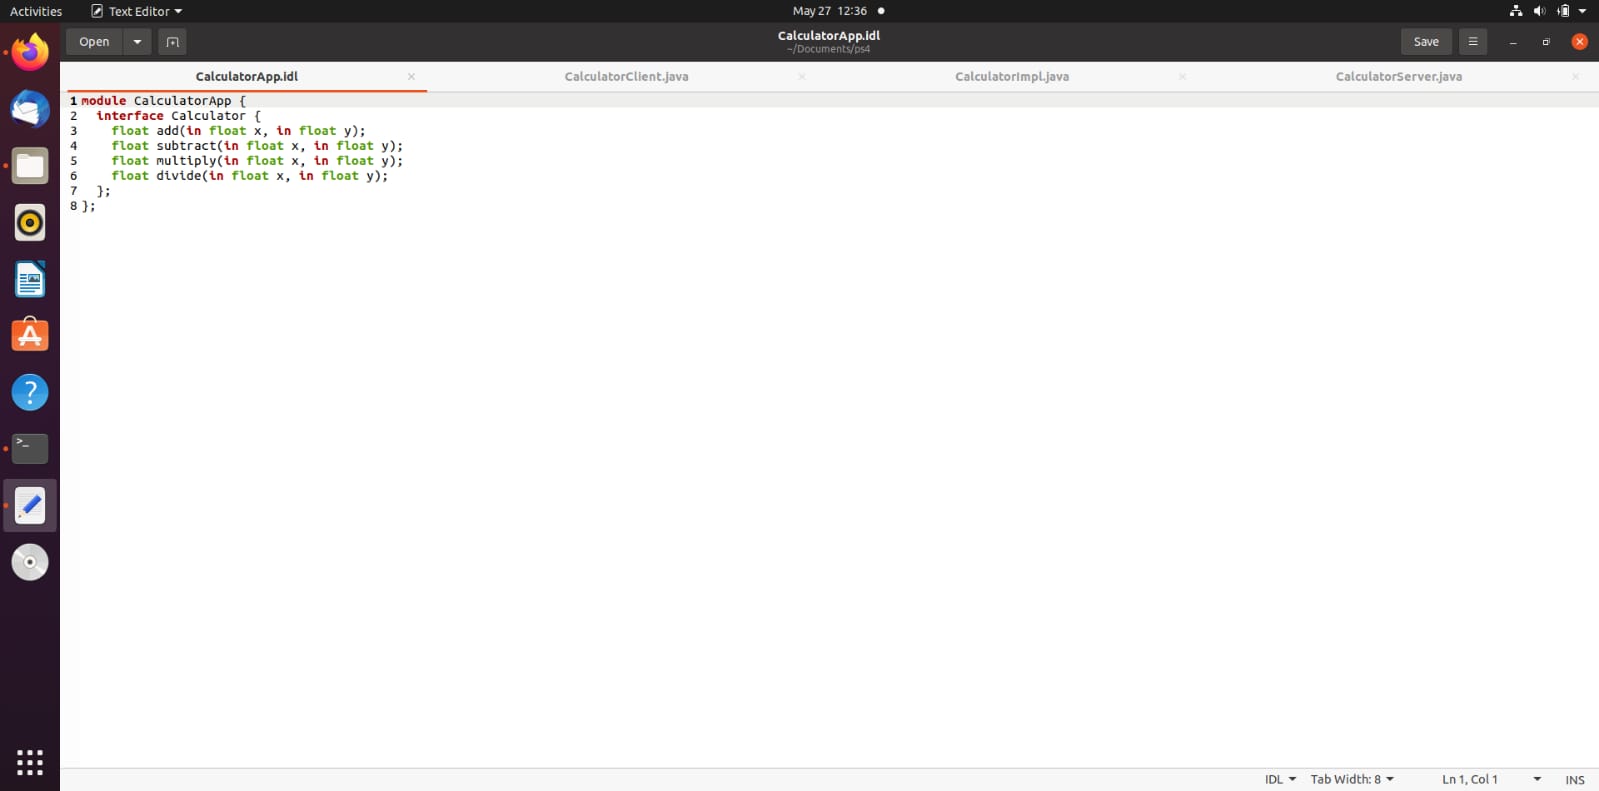 Activities Text Editor May 27 12:36
Open CalculatorApp.idl Save
~/Documents/ps4
CalculatorApp.idl CalculatorClient.java CalculatorImpl.java CalculatorServer.java
1 module CalculatorApp {
2   interface Calculator {
3     float add(in float x, in float y);
4     float subtract(in float x, in float y);
5     float multiply(in float x, in float y);
6     float divide(in float x, in float y);
7   };
8 };
IDL Tab Width: 8 Ln 1, Col 1 INS